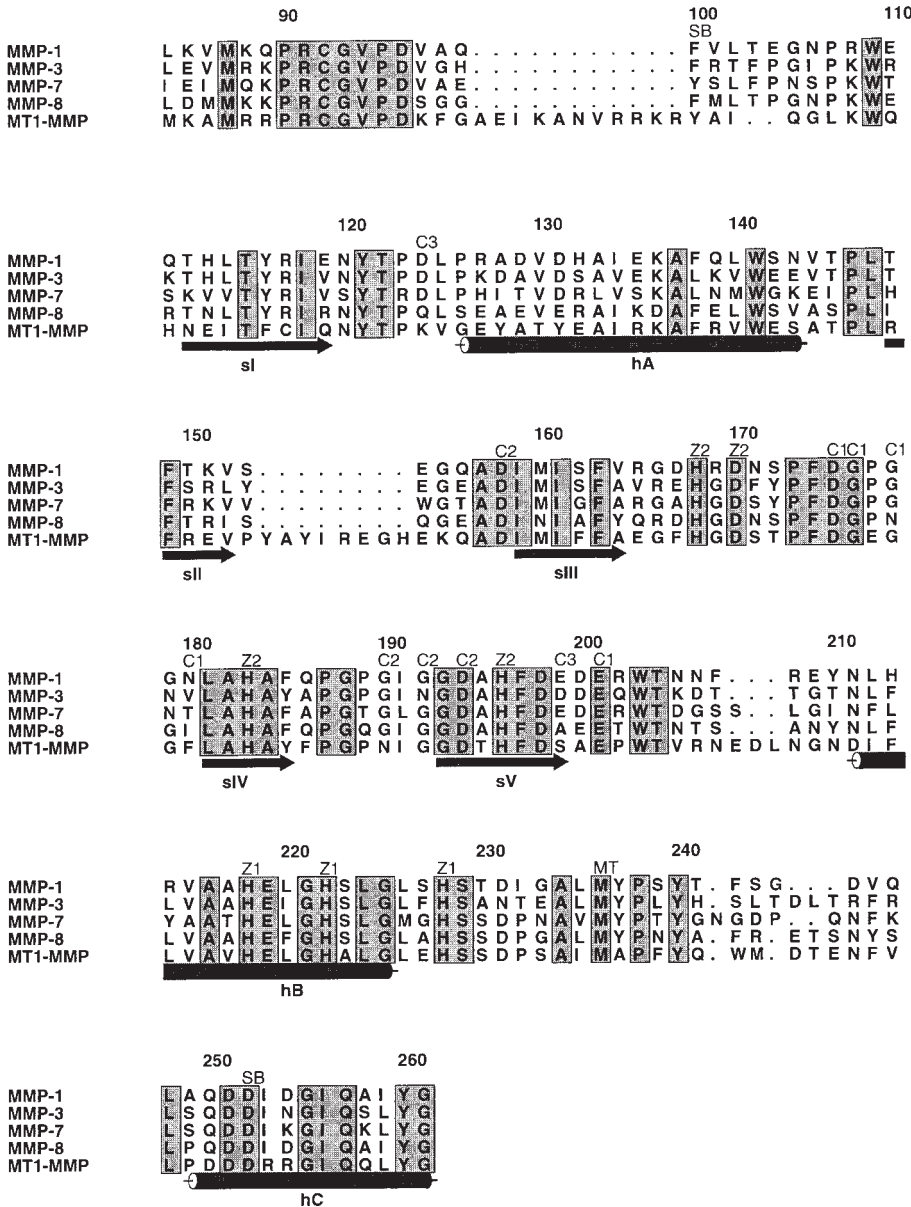 90 100 110
SB
MMP-1 L K V M K Q P R C G V P D V A Q . . . . . . . . . . . F V L T E G N P R W E
MMP-3 L E V M R K P R C G V P D V G H . . . . . . . . . . . F R T F P G I P K W R
MMP-7 I E I M Q K P R C G V P D V A E . . . . . . . . . . . Y S L F P N S P K W T
MMP-8 L D M M K K P R C G V P D S G G . . . . . . . . . . . F M L T P G N P K W E
MT1-MMP M K A M R R P R C G V P D K F G A E I K A N V R R K R Y A I . . Q G L K W Q
120 130 140
C3
MMP-1 Q T H L T Y R I E N Y T P D L P R A D V D H A I E K A F Q L W S N V T P L T
MMP-3 K T H L T Y R I V N Y T P D L P K D A V D S A V E K A L K V W E E V T P L T
MMP-7 S K V V T Y R I V S Y T R D L P H I T V D R L V S K A L N M W G K E I P L H
MMP-8 R T N L T Y R I R N Y T P Q L S E A E V E R A I K D A F E L W S V A S P L I
MT1-MMP H N E I T F C I Q N Y T P K V G E Y A T Y E A I R K A F R V W E S A T P L R
sI hA
150 160 170
C2 Z2 Z2 C1 C1 C1
MMP-1 F T K V S . . . . . . . . E G Q A D I M I S F V R G D H R D N S P F D G P G
MMP-3 F S R L Y . . . . . . . . E G E A D I M I S F A V R E H G D F Y P F D G P G
MMP-7 F R K V V . . . . . . . . W G T A D I M I G F A R G A H G D S Y P F D G P G
MMP-8 F T R I S . . . . . . . . Q G E A D I N I A F Y Q R D H G D N S P F D G P N
MT1-MMP F R E V P Y A Y I R E G H E K Q A D I M I F F A E G F H G D S T P F D G E G
sII sIII
180 190 200 210
C1 Z2 C2 C2 C2 Z2 C3 C1
MMP-1 G N L A H A F Q P G P G I G G D A H F D E D E R W T N N F . . . R E Y N L H
MMP-3 N V L A H A Y A P G P G I N G D A H F D D D E Q W T K D T . . . T G T N L F
MMP-7 N T L A H A F A P G T G L G G D A H F D E D E R W T D G S S . . L G I N F L
MMP-8 G I L A H A F Q P G Q G I G G D A H F D A E E T W T N T S . . . A N Y N L F
MT1-MMP G F L A H A Y F P G P N I G G D T H F D S A E P W T V R N E D L N G N D I F
sIV sV
220 230 240
Z1 Z1 Z1 MT
MMP-1 R V A A H E L G H S L G L S H S T D I G A L M Y P S Y T . F S G . . . D V Q
MMP-3 L V A A H E I G H S L G L F H S A N T E A L M Y P L Y H . S L T D L T R F R
MMP-7 Y A A T H E L G H S L G M G H S S D P N A V M Y P T Y G N G D P . . Q N F K
MMP-8 L V A A H E F G H S L G L A H S S D P G A L M Y P N Y A . F R . E T S N Y S
MT1-MMP L V A V H E L G H A L G L E H S S D P S A I M A P F Y Q . W M . D T E N F V
hB
250 260
SB
MMP-1 L A Q D D I D G I Q A I Y G
MMP-3 L S Q D D I N G I Q S L Y G
MMP-7 L S Q D D I K G I Q K L Y G
MMP-8 L P Q D D I D G I Q A I Y G
MT1-MMP L P D D D R R G I Q Q L Y G
hC